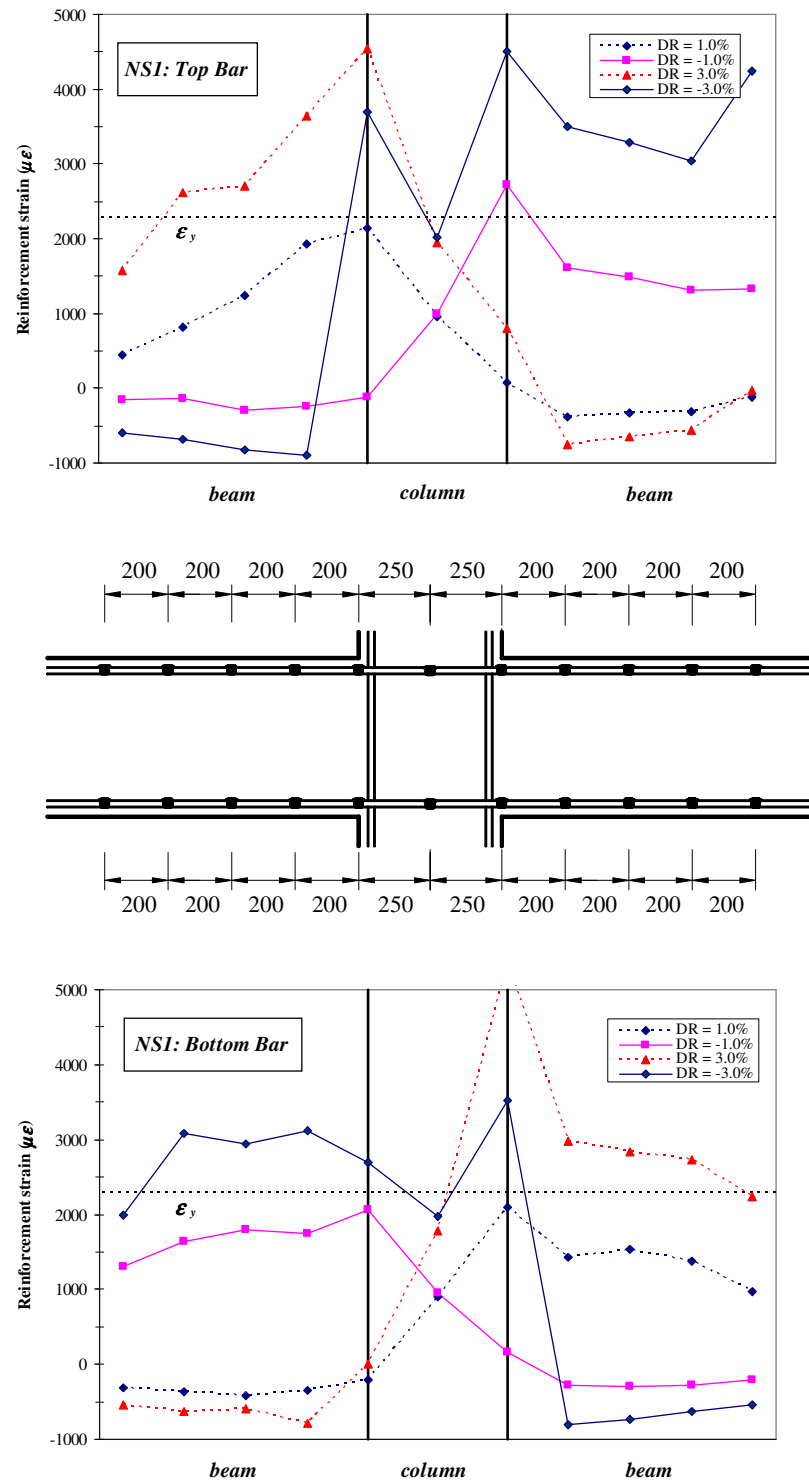 NS1: Top Bar
DR = 1.0%
DR = -1.0%
DR = 3.0%
DR = -3.0%
Reinforcement strain (με)
5000
4000
3000
2000
1000
0
-1000
ε y
beam column beam
200 200 200 200 250 250 200 200 200 200
200 200 200 200 250 250 200 200 200 200
NS1: Bottom Bar
DR = 1.0%
DR = -1.0%
DR = 3.0%
DR = -3.0%
Reinforcement strain (με)
5000
4000
3000
2000
1000
0
-1000
ε y
beam column beam